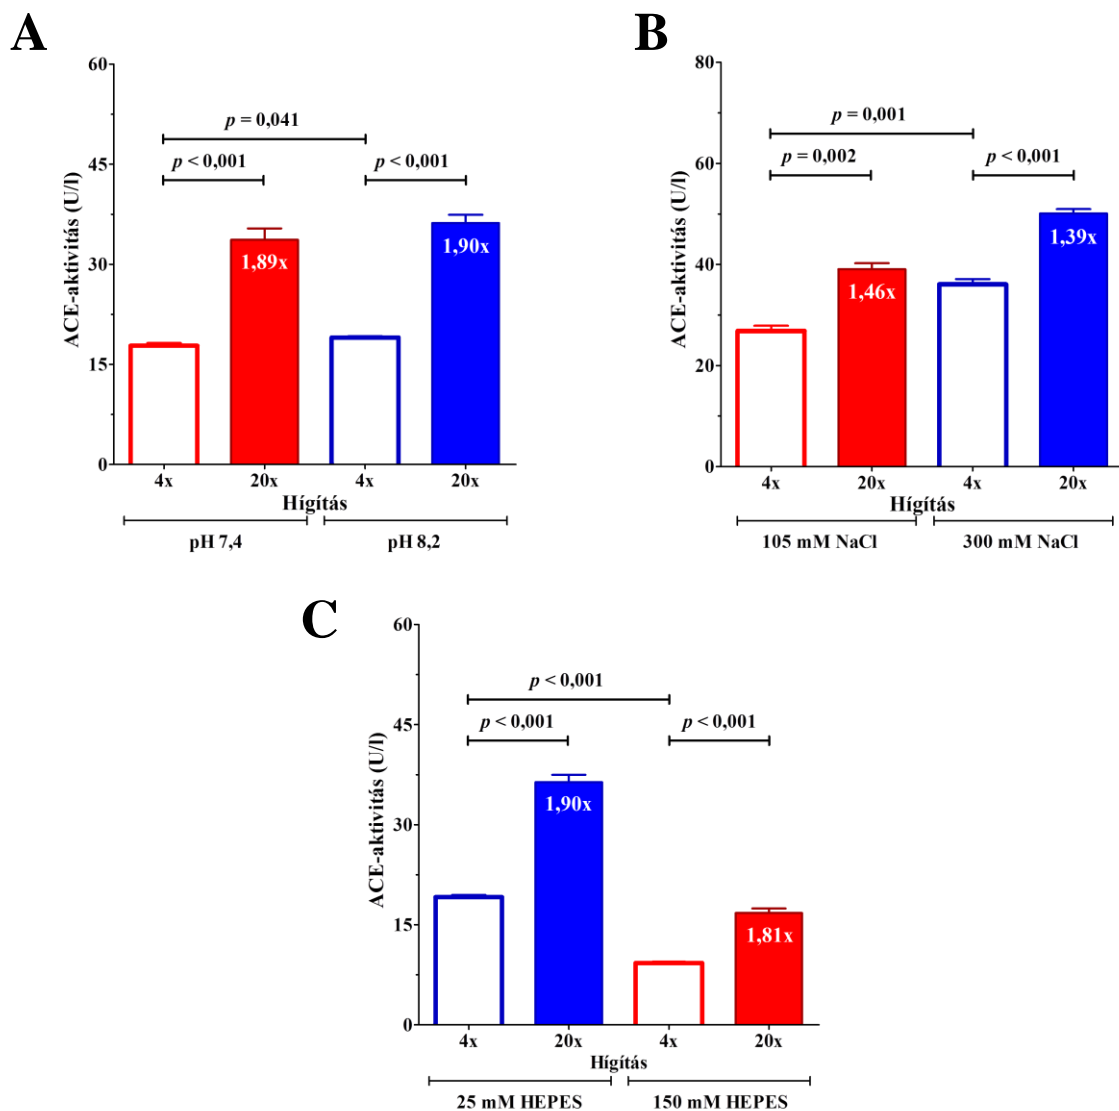 A
ACE-aktivitás (U/l)
60
45
30
15
0
p = 0,041
p < 0,001
p < 0,001
1,89x
1,90x
4x
20x
4x
20x
Hígítás
pH 7,4
pH 8,2
B
ACE-aktivitás (U/l)
80
60
40
20
0
p = 0,001
p = 0,002
p < 0,001
1,46x
1,39x
4x
20x
4x
20x
Hígítás
105 mM NaCl
300 mM NaCl
C
ACE-aktivitás (U/l)
60
45
30
15
0
p < 0,001
p < 0,001
p < 0,001
1,90x
1,81x
4x
20x
4x
20x
Hígítás
25 mM HEPES
150 mM HEPES